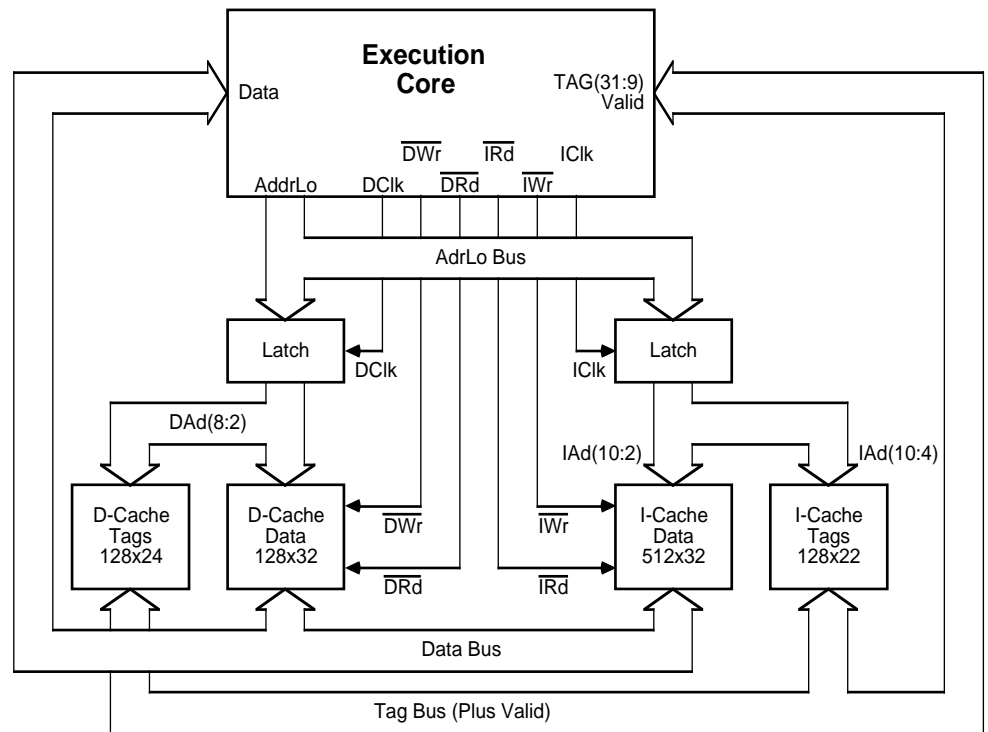 Execution
Core
Data
TAG(31:9)
Valid
DWr
IRd
IClk
AddrLo
DClk
DRd
IWr
AdrLo Bus
Latch
Latch
DClk
IClk
DAd(8:2)
IAd(10:2)
IAd(10:4)
D-Cache
Tags
128x24
D-Cache
Data
128x32
I-Cache
Data
512x32
I-Cache
Tags
128x22
DWr
IWr
DRd
IRd
Data Bus
Tag Bus (Plus Valid)